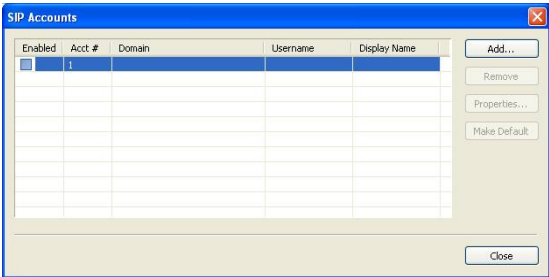 SIP Accounts
Enabled Acct # Domain Username Display Name
1
Add...
Remove
Properties...
Make Default
Close